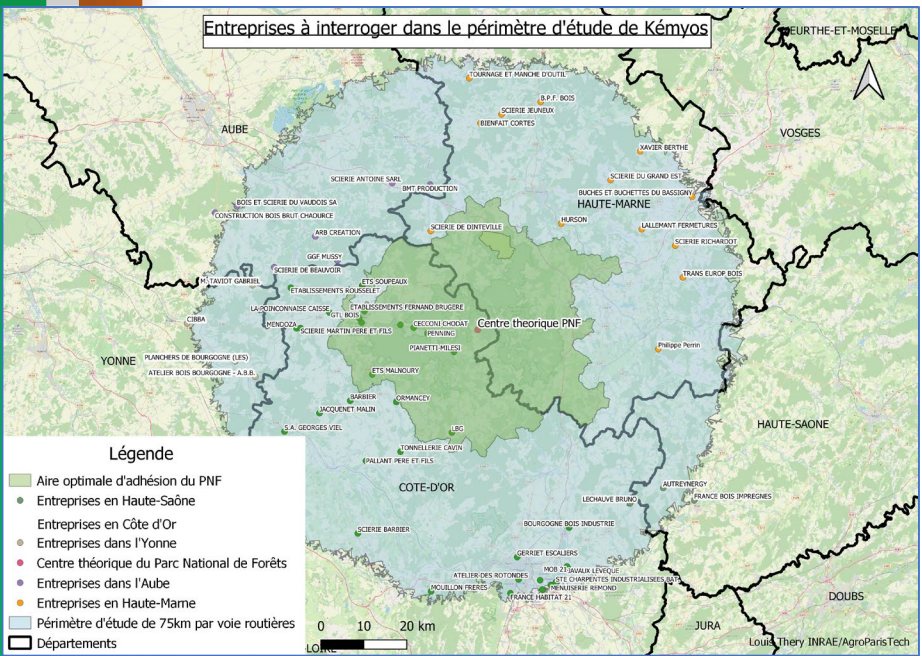 Entreprises à interroger dans le périmètre d'étude de Kémyos
MEURTHE-ET-MOSELLE
TOURNAGE ET MANCHE D'OUTIL
B.P.F. BOIS
SCIERIE JEUNEUX
BIENFAIT CORTES
AUBE
VOSGES
XAVIER BERTHE
SCIERIE ANTOINE SARL
BMT PRODUCTION
SCIERIE DU GRAND EST
BUCHES ET BUCHETTES DU BASSIGNY
HAUTE-MARNE
BOIS ET SCIERIE DU VAUDOIS SA
CONSTRUCTION BOIS BRUT CHAOURCE
HURSON
SCIERIE DE DINTEVILLE
LALLEMENT FERMETURES
ARB CREATION
SCIERIE RICHARDOT
GGF MUSSY
SCIERIE DE BEAUVOIR
TRANS EUROP BOIS
M. TAVIOT GABRIEL
ETS SOUPEAUX
ETABLISSEMENTS ROUSSELET
LA POINCONNAISE CAISSE
ETABLISSEMENTS FERNAND BRUGERE
GTL BOIS
CIBBA
MENDOZA
SCIERIE MARTIN PERE ET FILS
CECCONI CHODAT
Centre theorique PNF
PENNING
PIANETTI-MILESI
Philippe Perrin
YONNE
PLANCHERS DE BOURGOGNE (LES)
ATELIER BOIS BOURGOGNE - A.B.B.
ETS MALNOURY
BARBIER
ORMANCEY
JACQUENET MALIN
S.A. GEORGES VIEL
LBG
HAUTE-SAONE
TONNELLERIE CAVIN
PALLANT PERE ET FILS
COTE-D'OR
AUTREYNERGY
LECHAUVE BRUNO
FRANCE BOIS IMPREGNES
BOURGOGNE BOIS INDUSTRIE
SCIERIE BARBIER
GERRIET ESCALIERS
MOB 21
JAVAUX LEVEQUE
ATELIER DES ROTONDES
STE CHARPENTES INDUSTRIALISEES BAT
MOUILLON FRERES
MENUISERIE REMOND
FRANCE HABITAT 21
DOUBS
JURA
Légende
Aire optimale d'adhésion du PNF
Entreprises en Haute-Saône
Entreprises en Côte d'Or
Entreprises dans l'Yonne
Centre théorique du Parc National de Forêts
Entreprises dans l'Aube
Entreprises en Haute-Marne
Périmètre d'étude de 75km par voie routières
Départements
0 10 20 km
LOIRE
Louis Thery INRAE/AgroParisTech